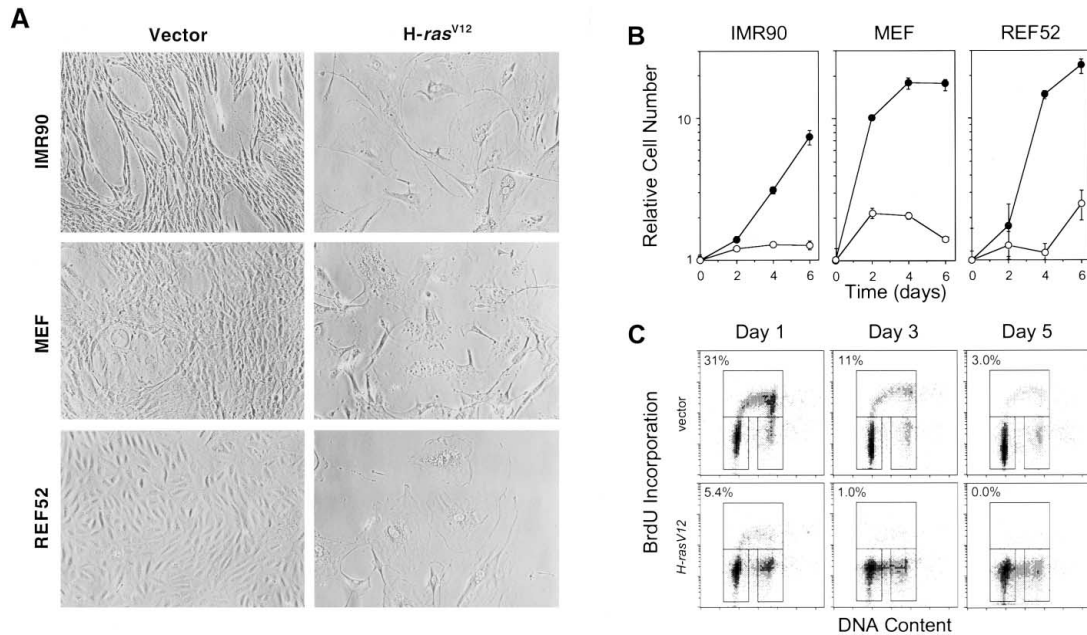 A
Vector
H-ras^V12
IMR90
MEF
REF52
B
IMR90
MEF
REF52
Relative Cell Number
10
1
0 2 4 6
0 2 4 6
0 2 4 6
Time (days)
C
Day 1
Day 3
Day 5
BrdU Incorporation
vector
31%
11%
3.0%
H-rasV12
5.4%
1.0%
0.0%
DNA Content